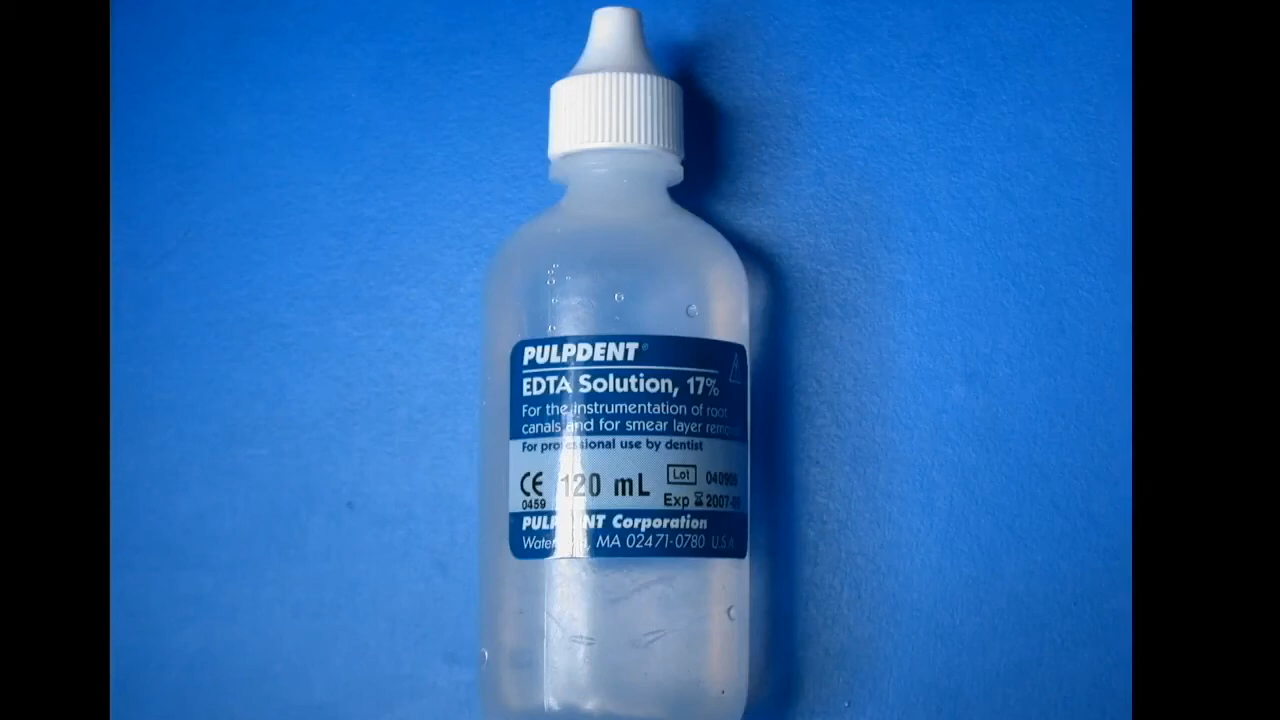 PULPDENT®
EDTA Solution, 17%
For the instrumentation of root
canals and for smear layer
For professional use by dentist
CE 120 mL Lot
0459 Exp
PULPDENT Corporation
MA 02471-0780 U.S.A.